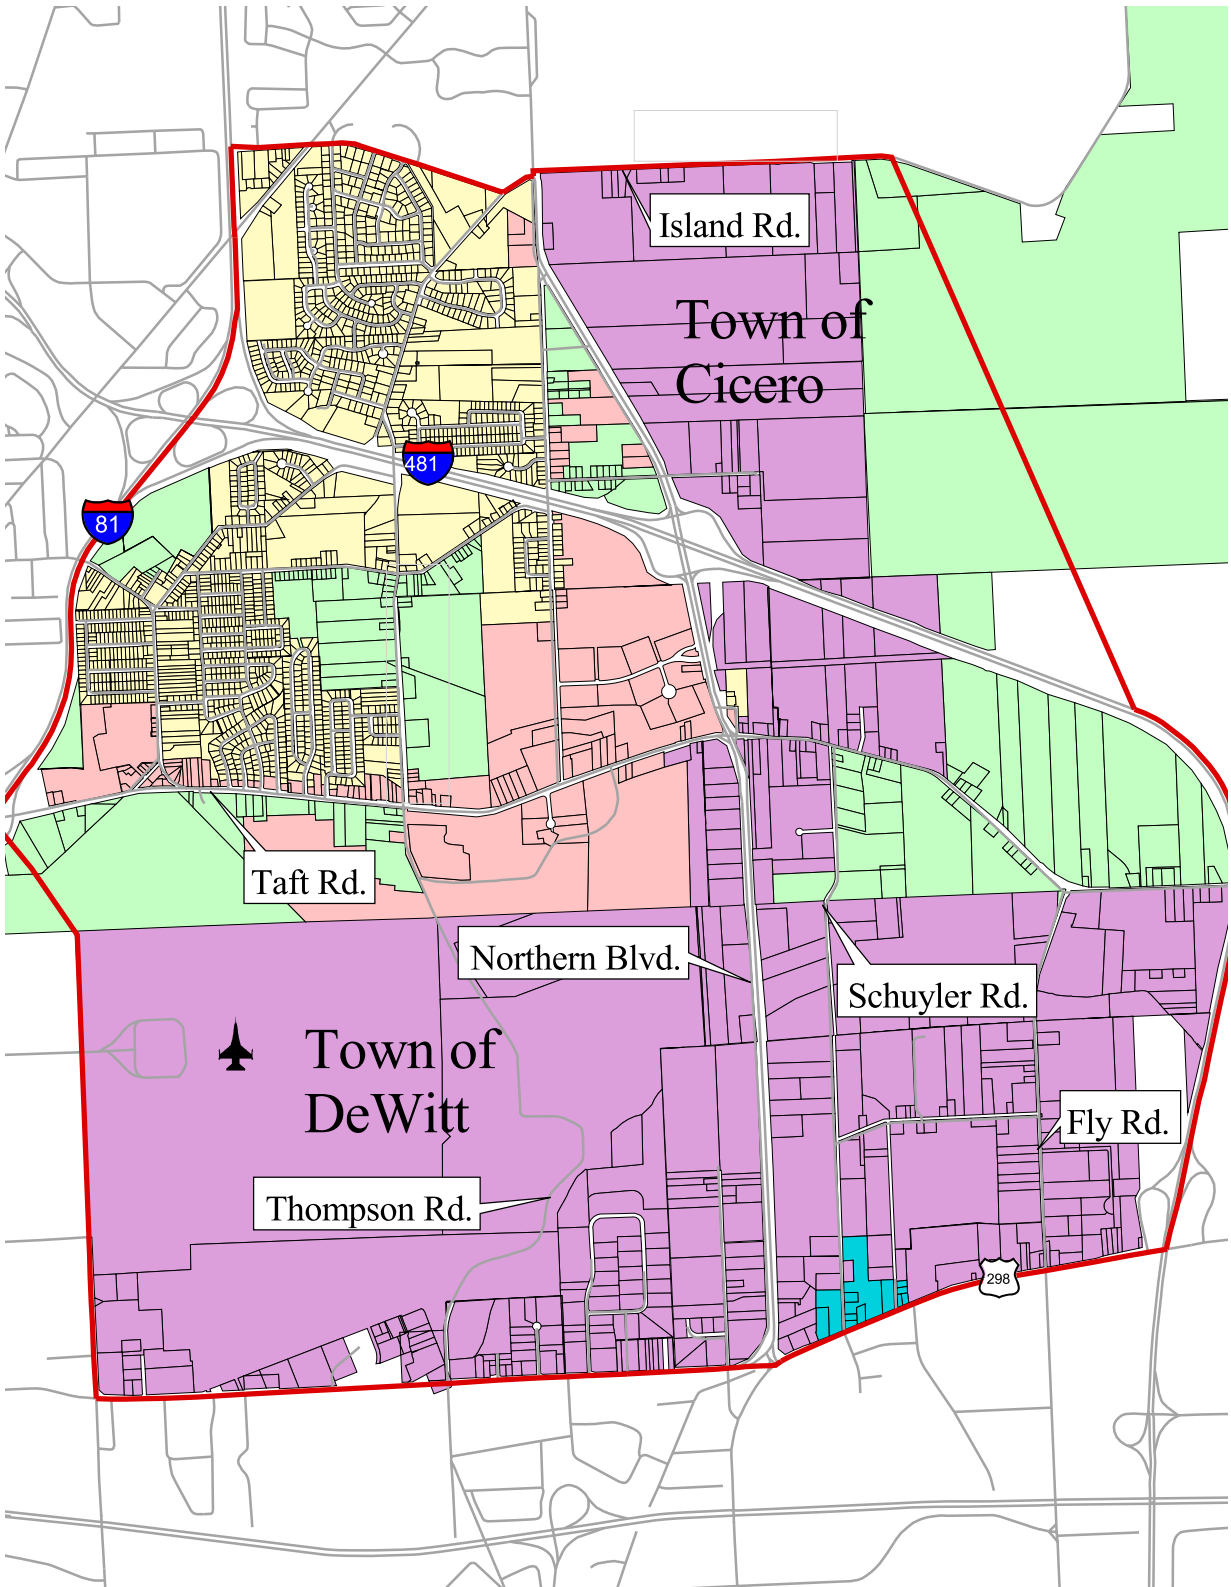 Island Rd.
Town of
Cicero
481
81
Taft Rd.
Northern Blvd.
Schuyler Rd.
Town of
DeWitt
Fly Rd.
Thompson Rd.
298